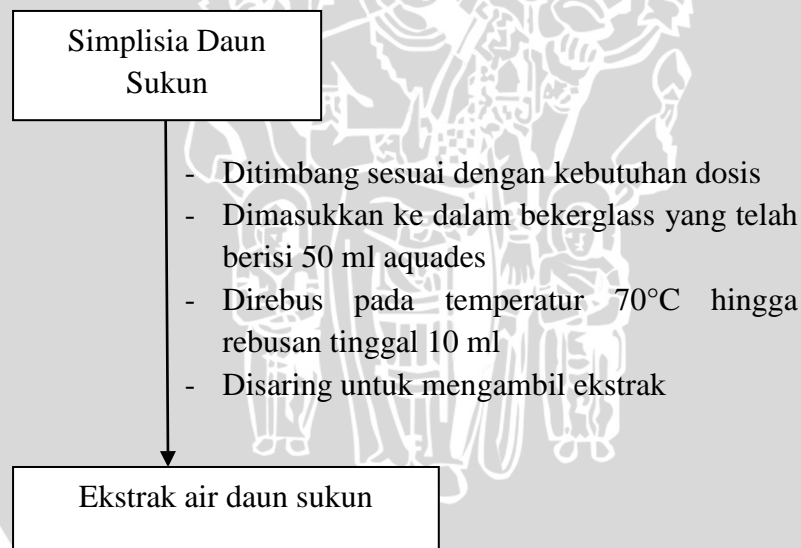 Simplisia Daun
Sukun
- Ditimbang sesuai dengan kebutuhan dosis
- Dimasukkan ke dalam bekerglass yang telah
berisi 50 ml aquades
- Direbus pada temperatur 70°C hingga
rebusan tinggal 10 ml
- Disaring untuk mengambil ekstrak
Ekstrak air daun sukun